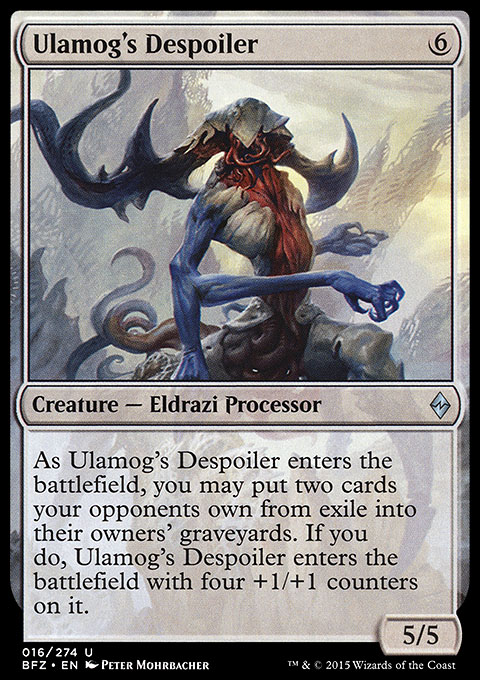 Ulamog's Despoiler 6
Creature — Eldrazi Processor
As Ulamog's Despoiler enters the
battlefield, you may put two cards
your opponents own from exile into
their owners' graveyards. If you
do, Ulamog's Despoiler enters the
battlefield with four +1/+1 counters
on it.
5/5
016/274 U
BFZ • EN Peter Mohrbacher
™ & © 2015 Wizards of the Coast